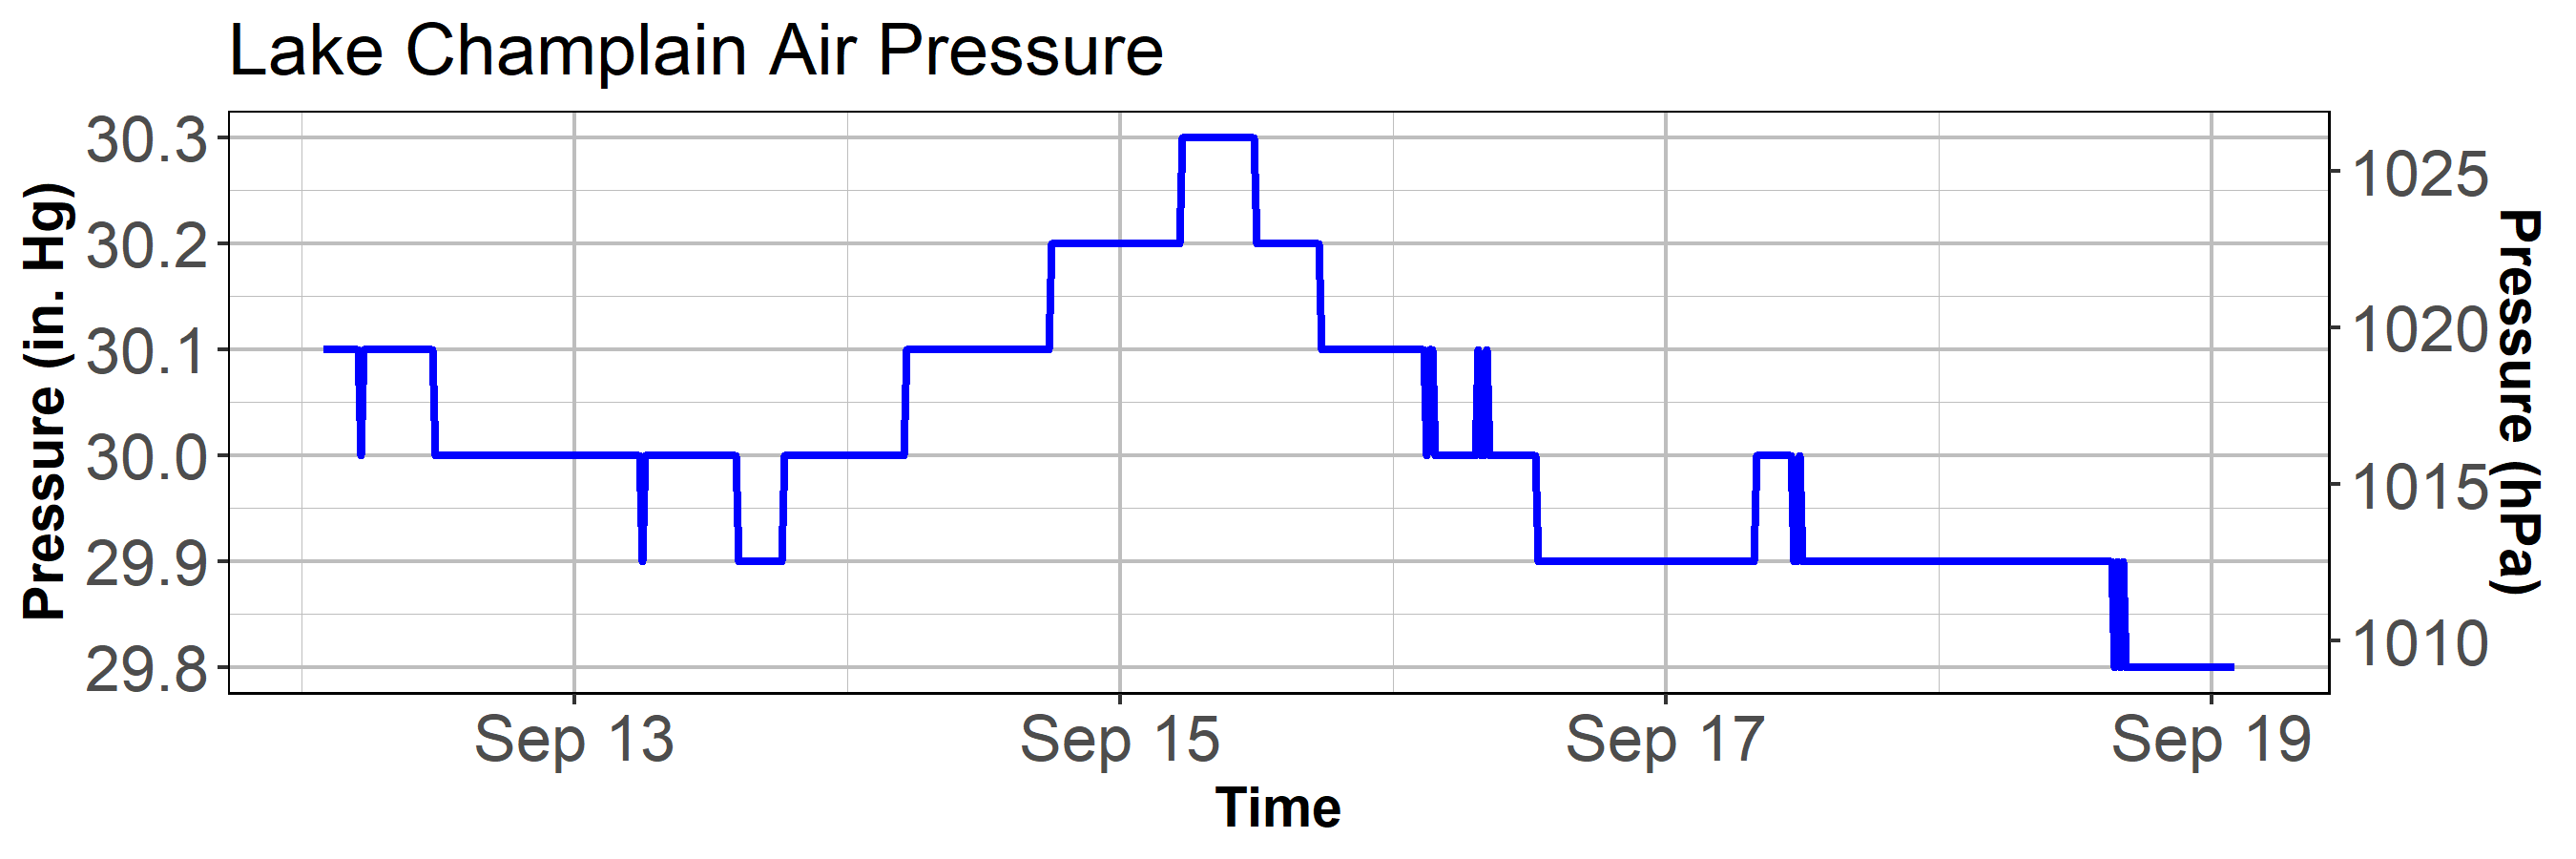 Lake Champlain Air Pressure
Pressure (in. Hg)
30.3
30.2
30.1
30.0
29.9
29.8
1025
1020
1015
1010
Pressure (hPa)
Sep 13
Sep 15
Sep 17
Sep 19
Time